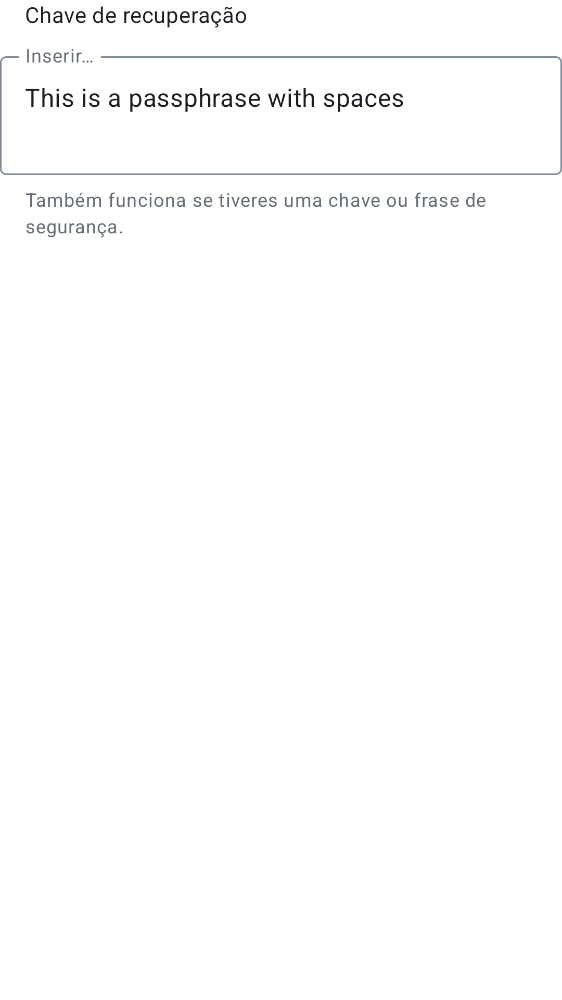 Chave de recuperação
Inserir…
This is a passphrase with spaces
Também funciona se tiveres uma chave ou frase de
segurança.